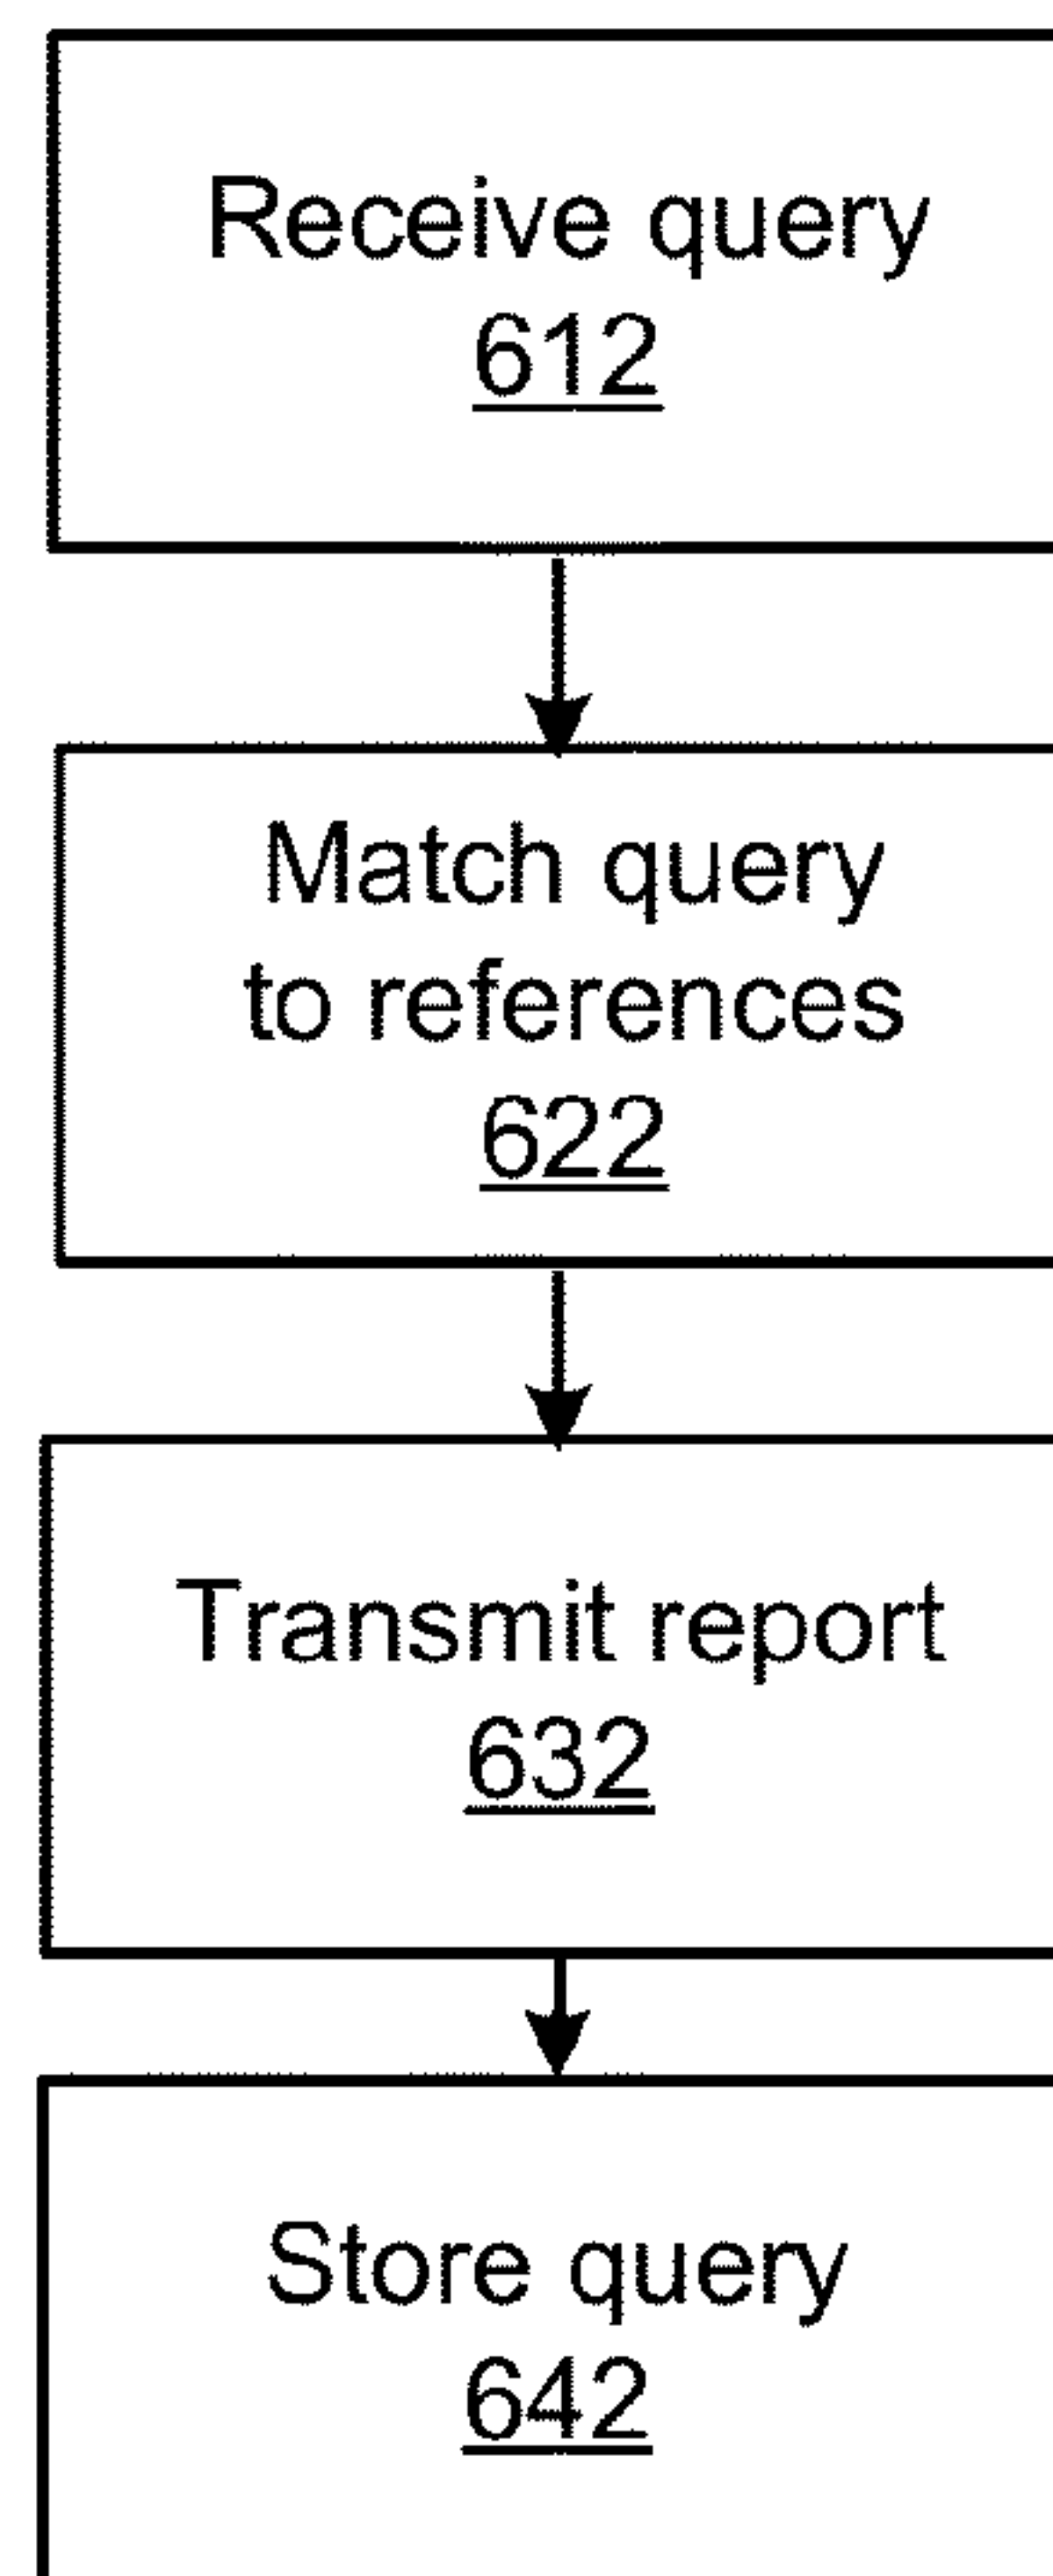 Receive query
612
Match query
to references
622
Transmit report
632
Store query
642